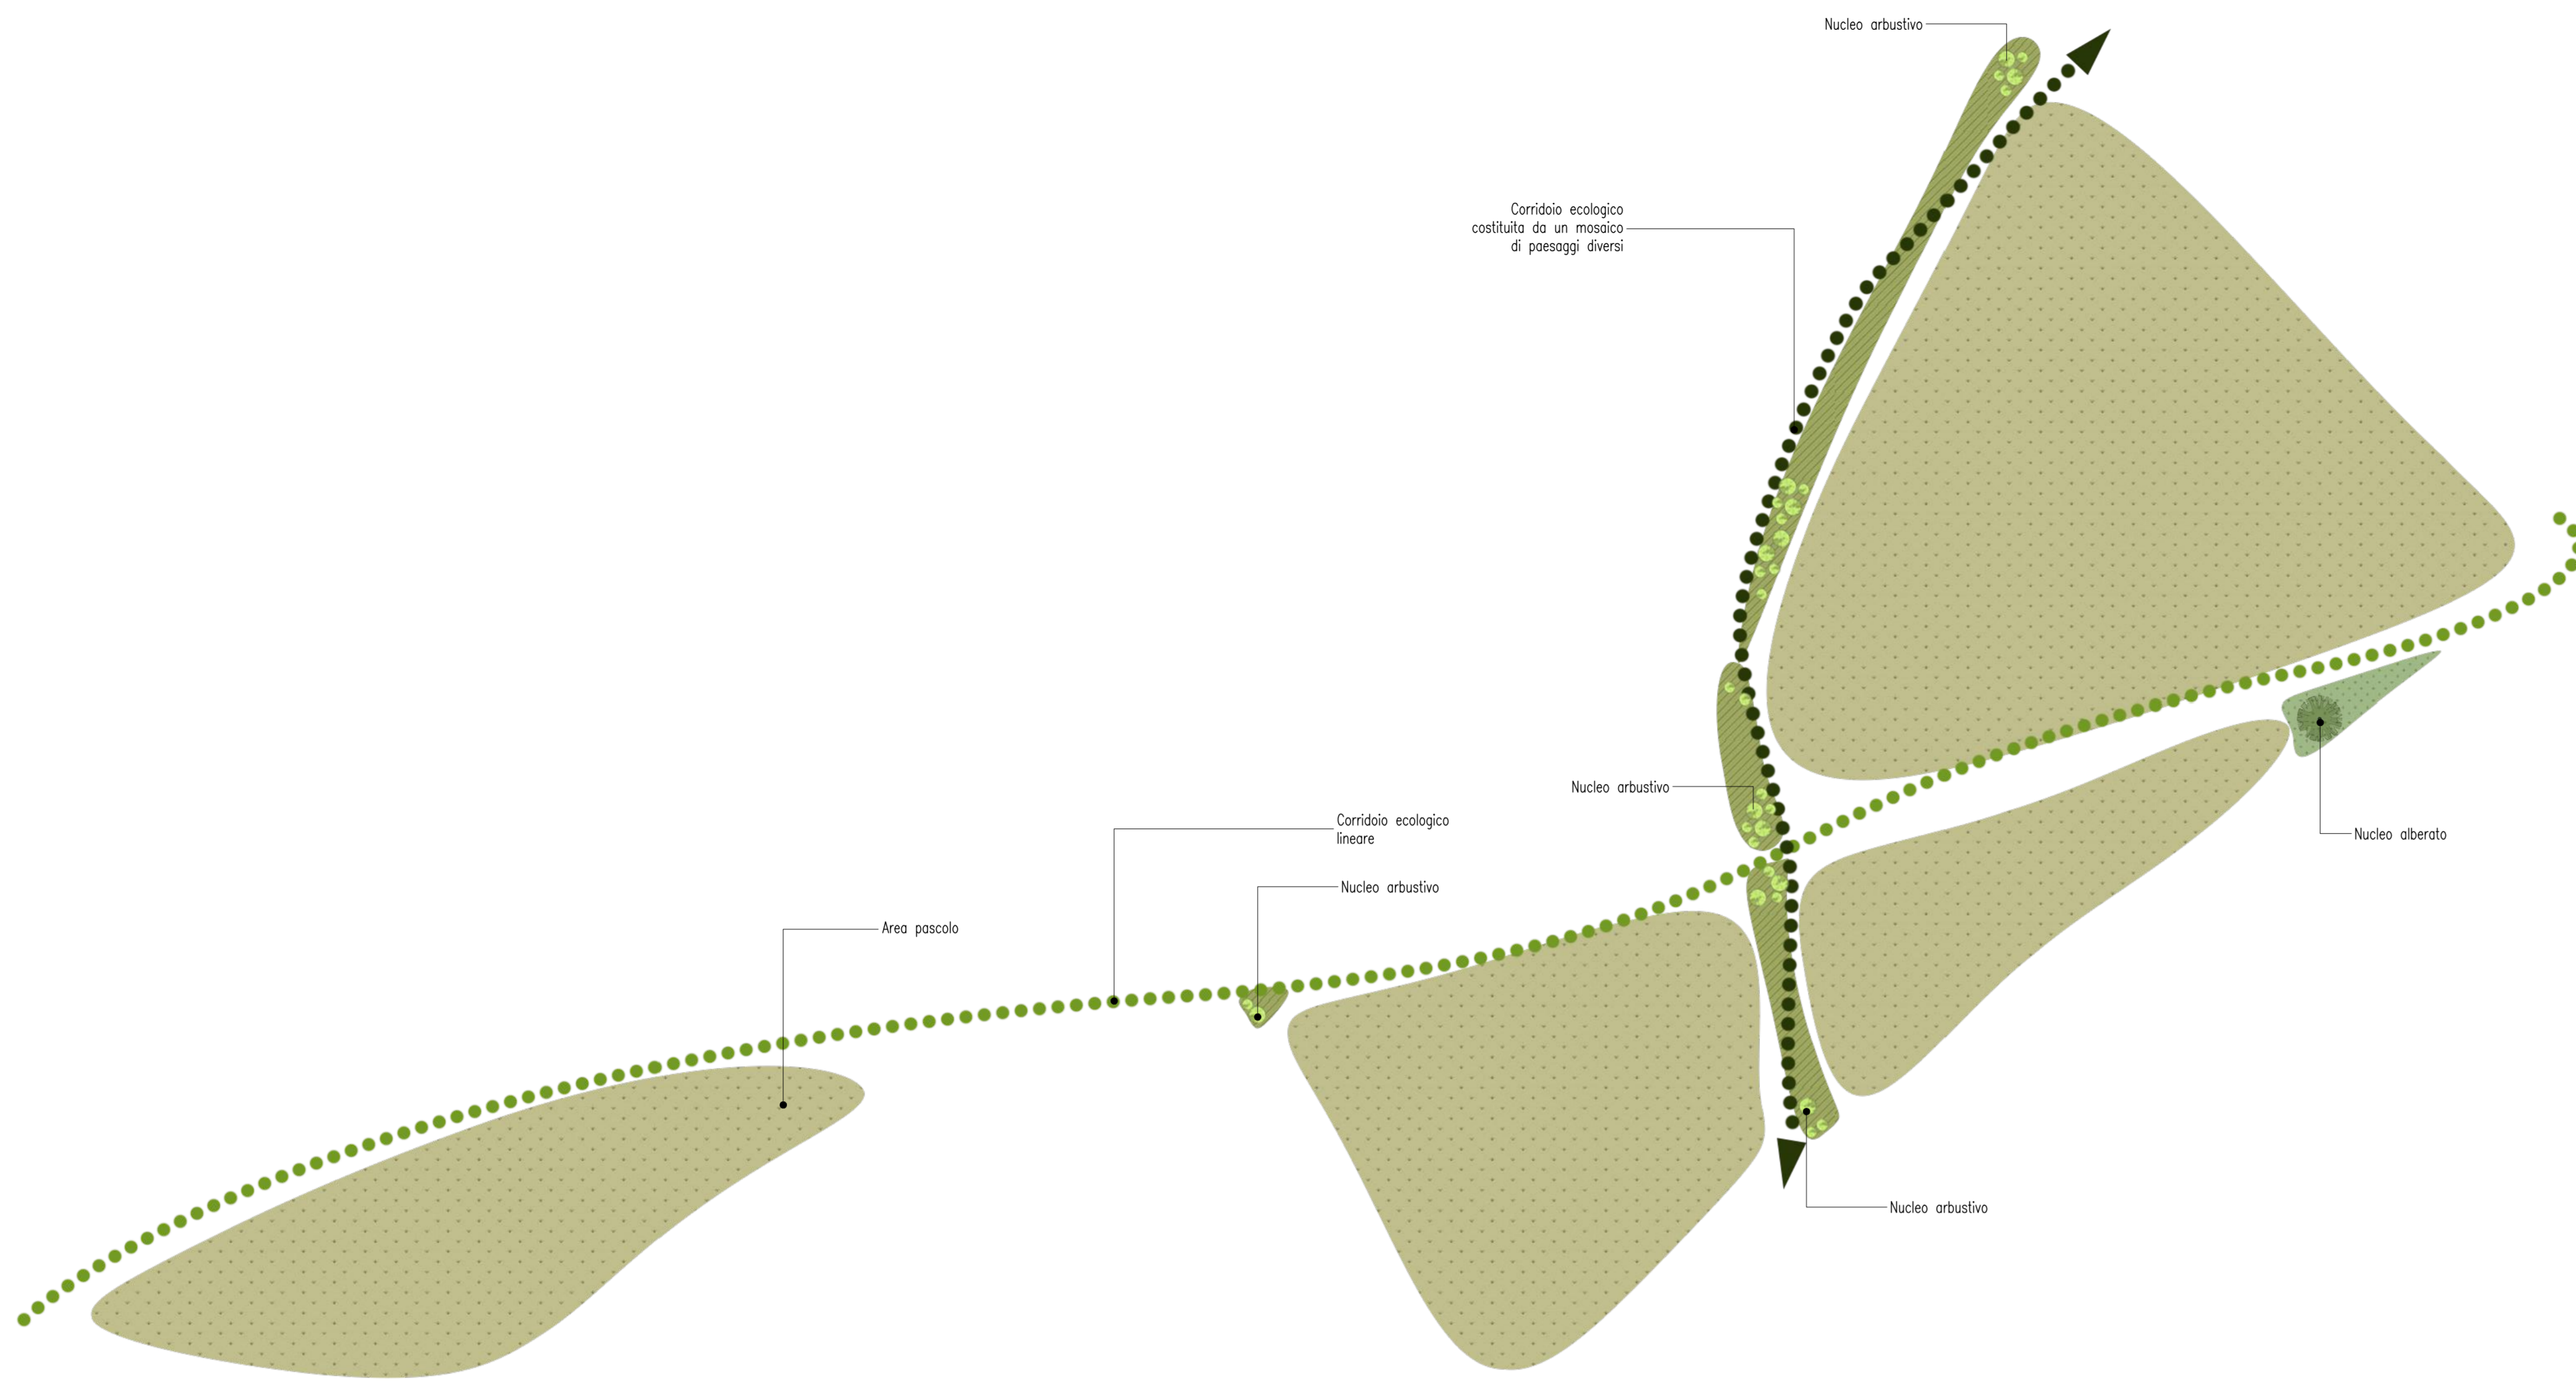 Nucleo arbustivo
Corridoio ecologico
costituita da un mosaico
di paesaggi diversi
Nucleo arbustivo
Corridoio ecologico
lineare
Nucleo alberato
Nucleo arbustivo
Area pascolo
Nucleo arbustivo